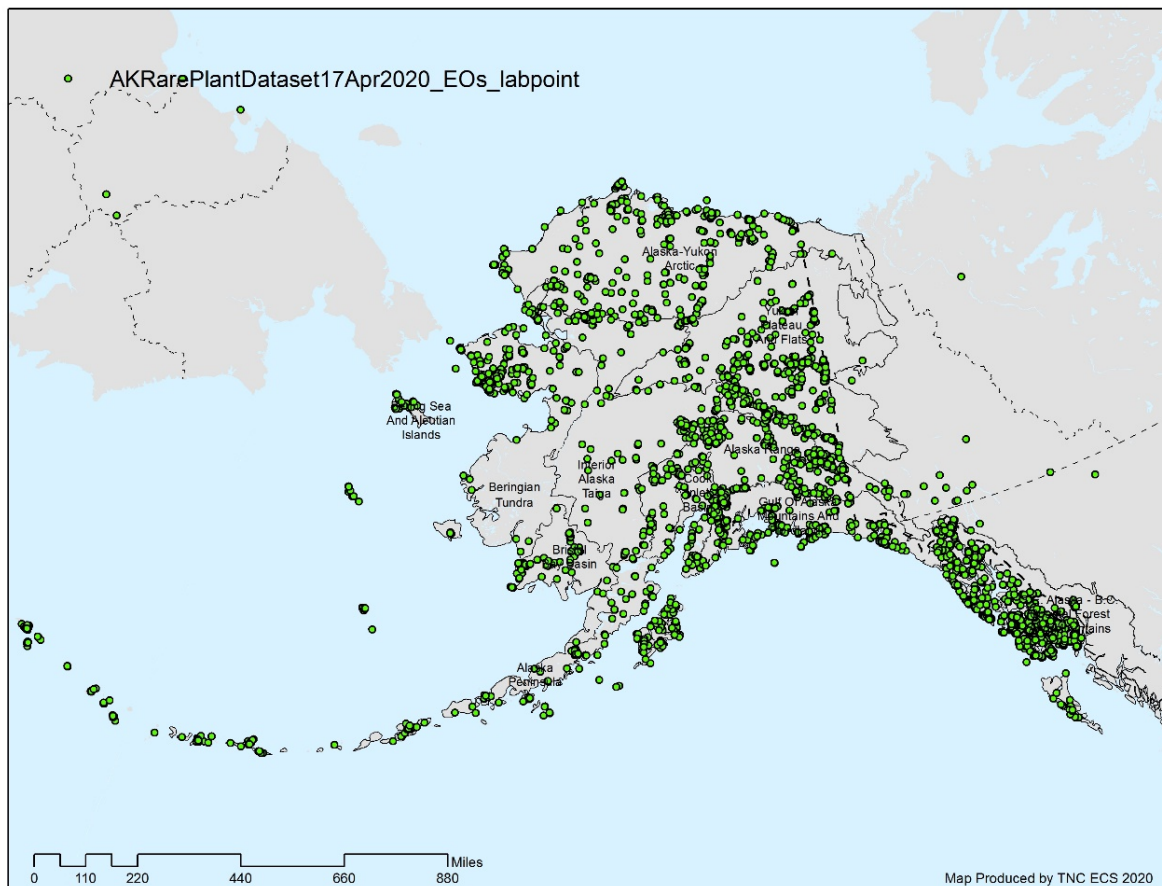 AKRarePlantDataset17Apr2020_EOs_labpoint
Alaska-Yukon
Arctic
Yukon
Plateau
And Flats
Bering Sea
And Aleutian
Islands
Alaska Range
Interior
Alaska
Taiga
Cook
Inlet
Basin
Beringian
Tundra
Gulf Of Alaska
Mountains And
Bristol
Bay Basin
Alaska - B.C.
Forest
Mountains
Alaska
Peninsula
Miles
0 110 220 440 660 880
Map Produced by TNC ECS 2020